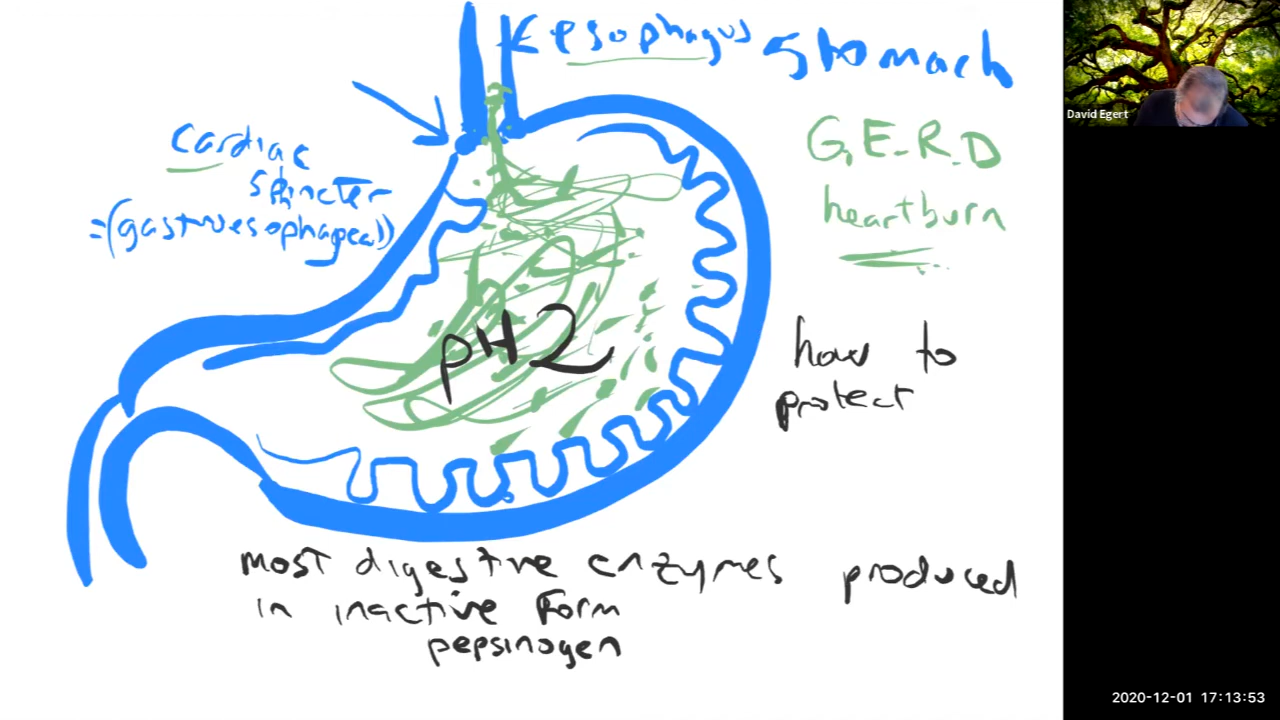 esophagus
stomach
cardiac
sphincter
=(gastroesophageal)
G.E.R.D
heartburn
pH2
how to
protect
most digestive enzymes produced
in inactive form
pepsinogen
David Egert
2020-12-01 17:13:53